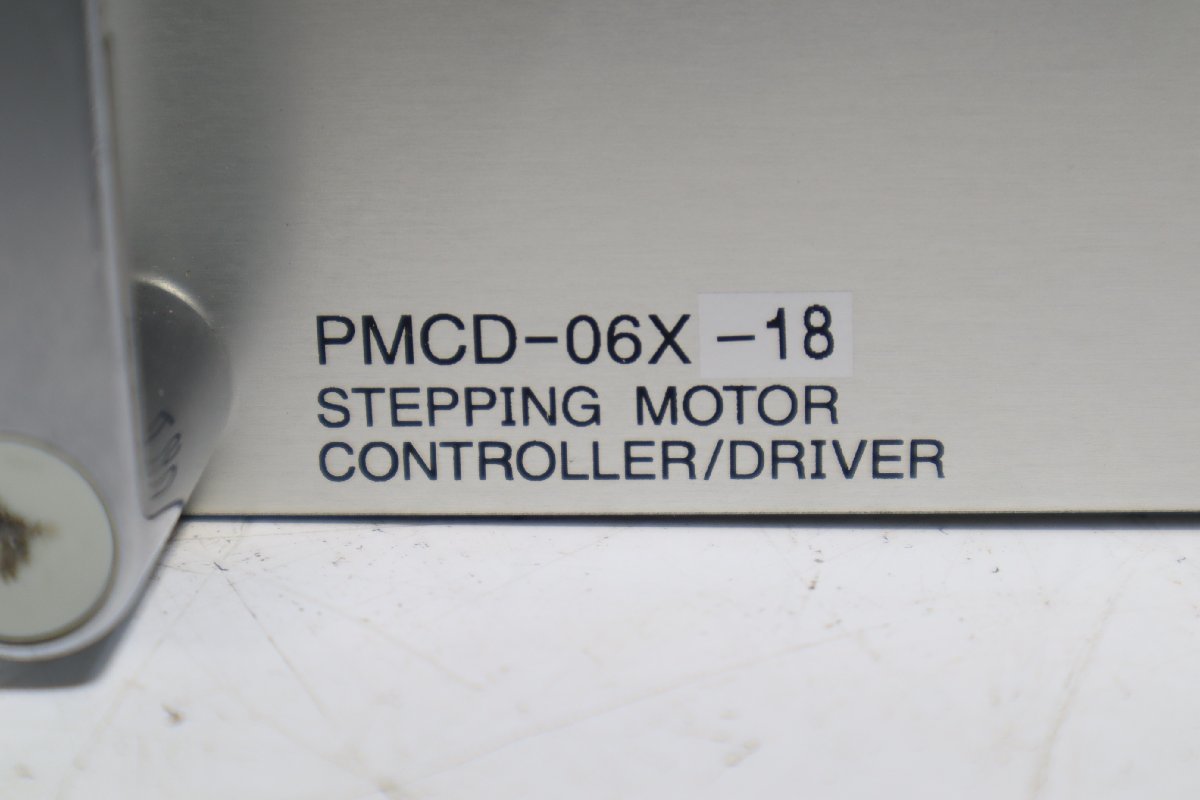 PMCD-06X -18
STEPPING MOTOR
CONTROLLER/DRIVER